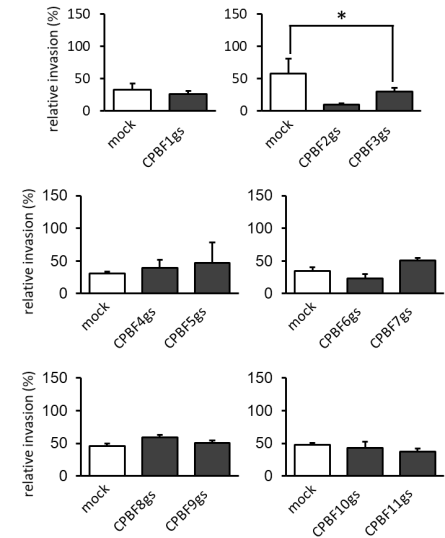 relative invasion (%)
150
100
50
0
mock
CPBF1gs
150
100
50
0
*
mock
CPBF2gs
CPBF3gs
relative invasion (%)
150
100
50
0
mock
CPBF4gs
CPBF5gs
150
100
50
0
mock
CPBF6gs
CPBF7gs
relative invasion (%)
150
100
50
0
mock
CPBF8gs
CPBF9gs
150
100
50
0
mock
CPBF10gs
CPBF11gs